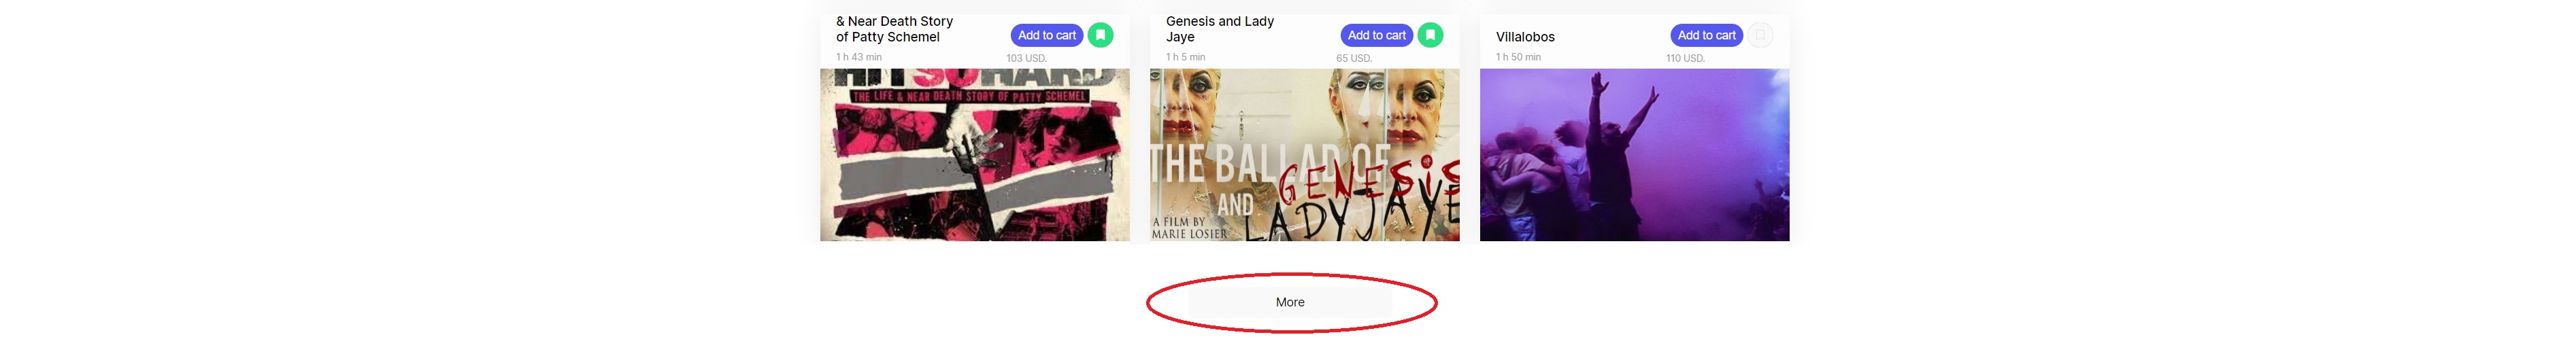 & Near Death Story
of Patty Schemel
Add to cart
1 h 43 min
103 USD.
Genesis and Lady
Jaye
Add to cart
1 h 5 min
65 USD.
Villalobos
Add to cart
1 h 50 min
110 USD.
HIT SO HARD
THE LIFE & NEAR DEATH STORY OF PATTY SCHEMEL
THE BALLAD OF
GENESIS
AND
LADY JAYE
A FILM BY
MARIE LOSIER
More